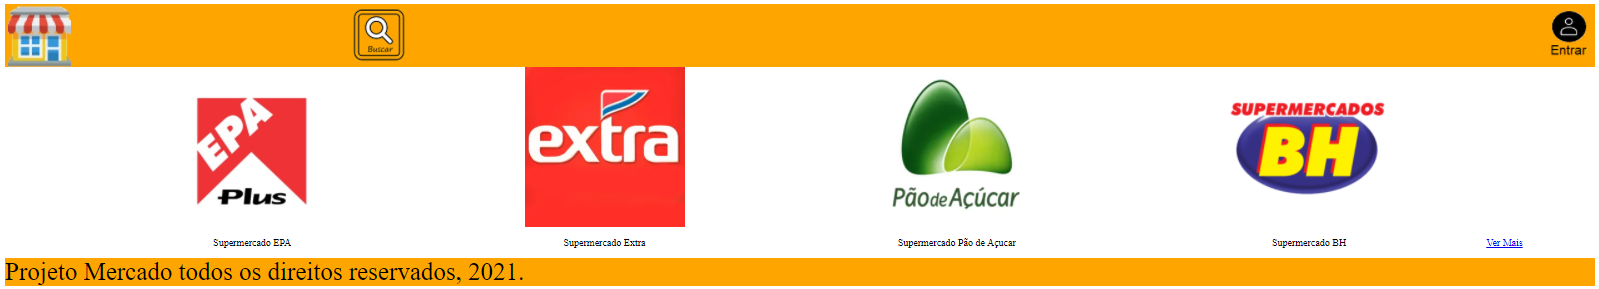 Buscar
Entrar
EPA
Plus
extra
Pão de Açúcar
SUPERMERCADOS
BH
Supermercado EPA
Supermercado Extra
Supermercado Pão de Açucar
Supermercado BH
Ver Mais
Projeto Mercado todos os direitos reservados, 2021.